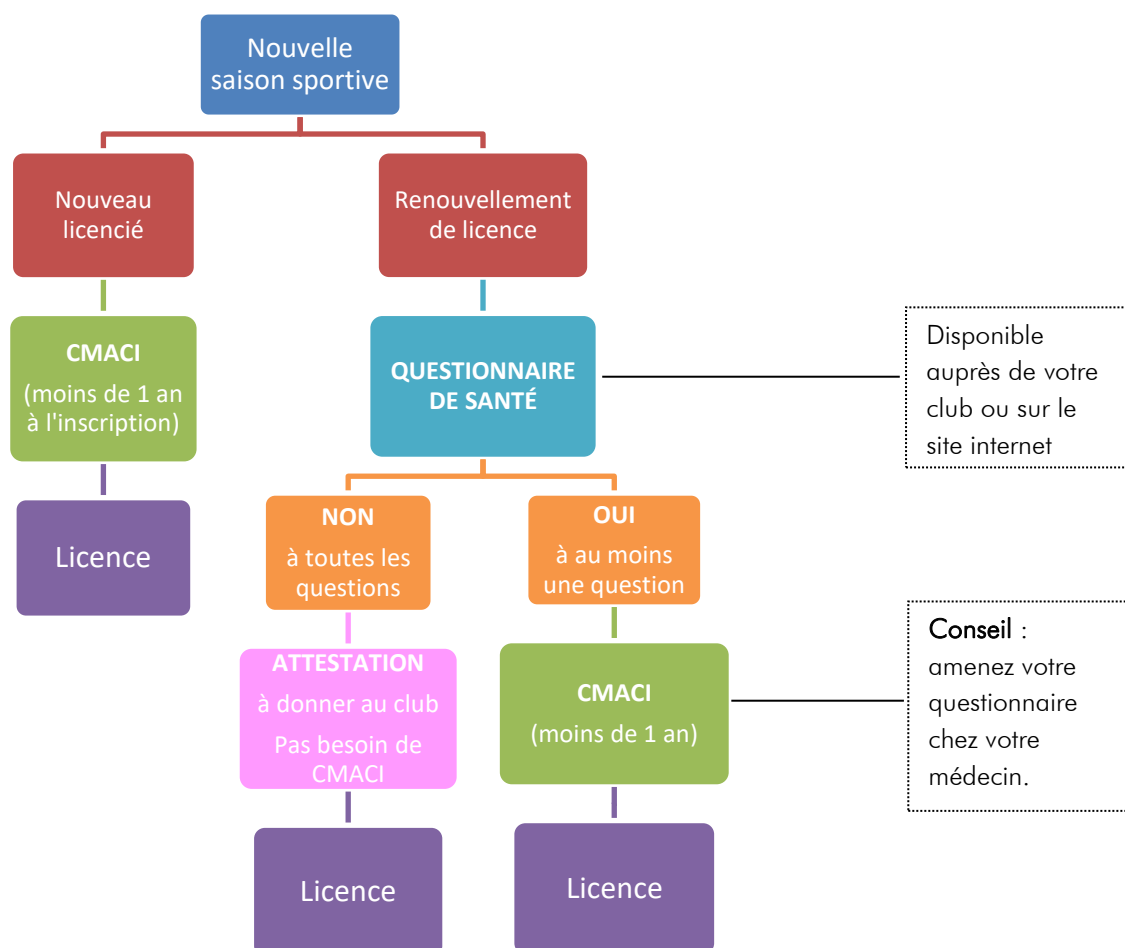 Nouvelle
saison sportive
Nouveau
licencié
Renouvellement
de licence
CMACI
(moins de 1 an
à l'inscription)
QUESTIONNAIRE
DE SANTÉ
Disponible
auprès de votre
club ou sur le
site internet
Licence
NON
à toutes les
questions
OUI
à au moins
une question
ATTESTATION
à donner au club
Pas besoin de
CMACI
CMACI
(moins de 1 an)
Conseil :
amenez votre
questionnaire
chez votre
médecin.
Licence
Licence